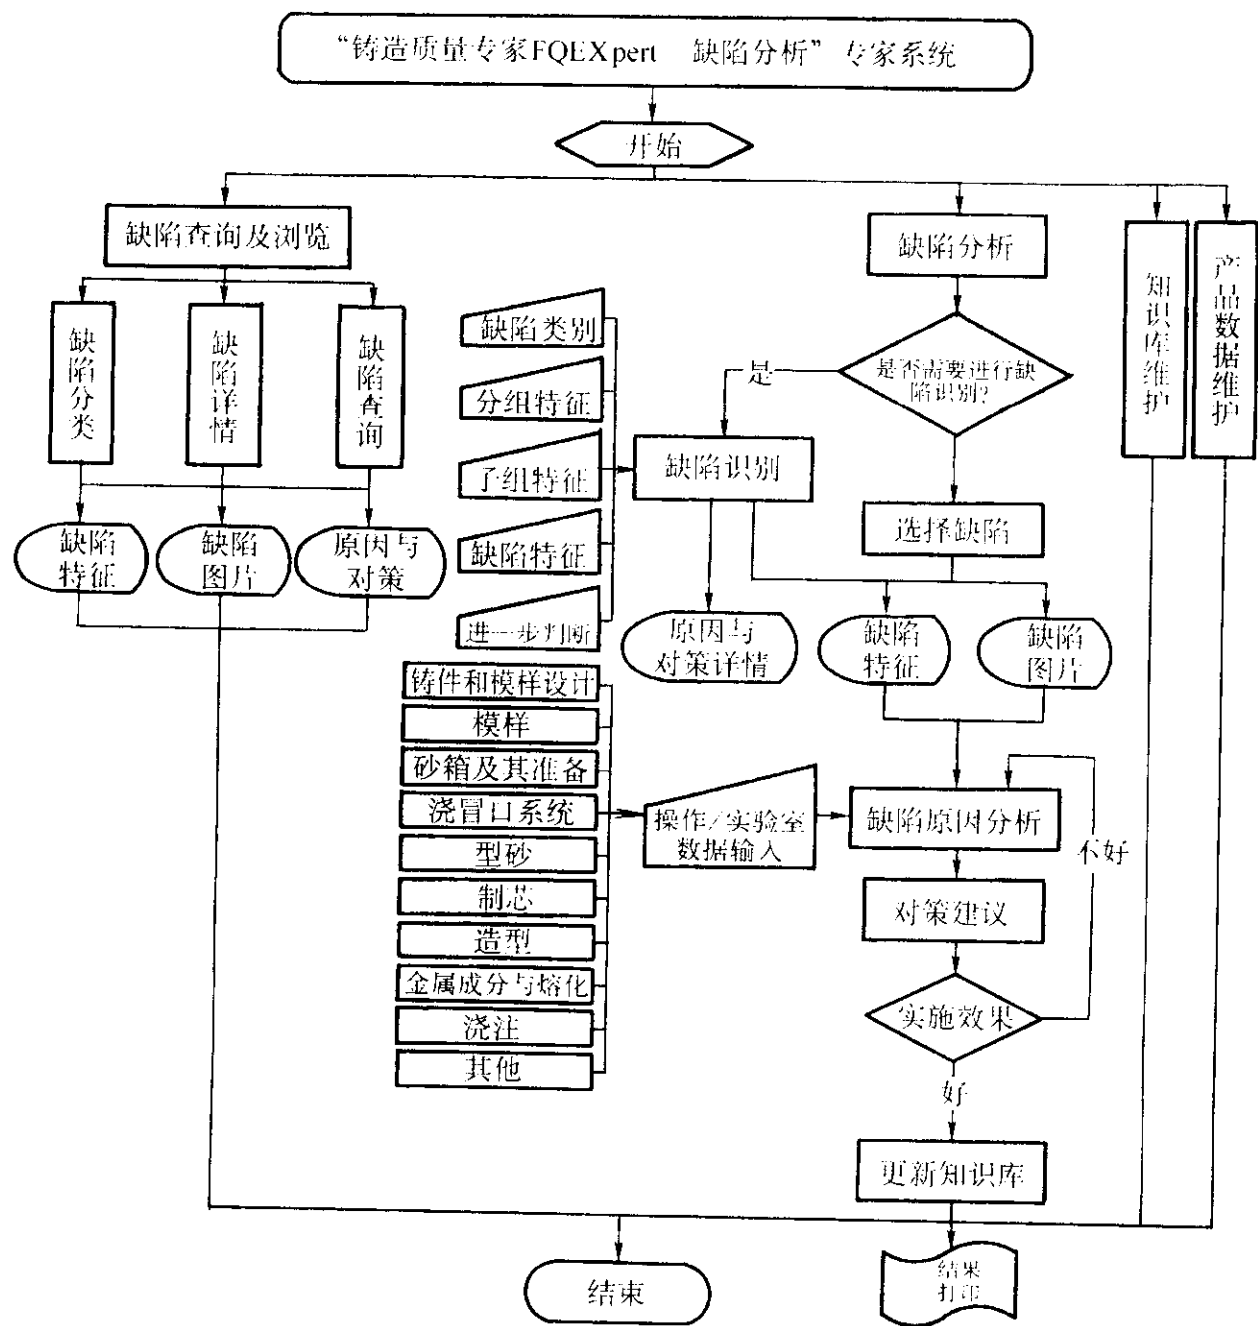 “铸造质量专家FQEXpert 缺陷分析”专家系统
开始
缺陷查询及浏览
缺陷分类
缺陷详情
缺陷查询
缺陷
特征
缺陷
图片
原因与
对策
缺陷分析
是否需要进行缺
陷识别?
是
缺陷类别
分组特征
子组特征
缺陷特征
进一步判断
缺陷识别
选择缺陷
原因与
对策详情
缺陷
特征
缺陷
图片
知识库维护
产品数据维护
铸件和模样设计
模样
砂箱及其准备
浇冒口系统
型砂
制芯
造型
金属成分与熔化
浇注
其他
操作/实验室
数据输入
缺陷原因分析
不好
对策建议
实施效果
好
更新知识库
结束
结果
打印